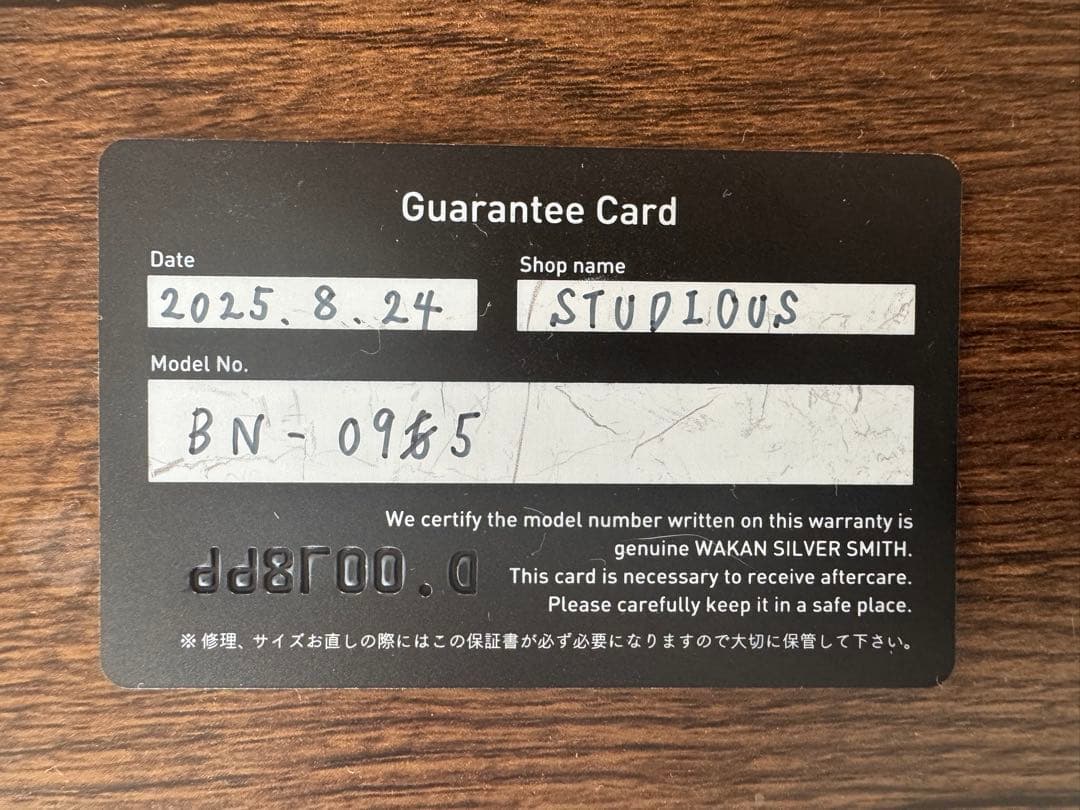 Guarantee Card
Date
2025.8.24
Shop name
STUDIOUS
Model No.
BN -
We certify the model number written on this warranty is
genuine WAKAN SILVER SMITH.
This card is necessary to receive aftercare.
Please carefully keep it in a safe place.
※修理、サイズお直しの際にはこの保証書が必ず必要になりますので大切に保管して下さい。